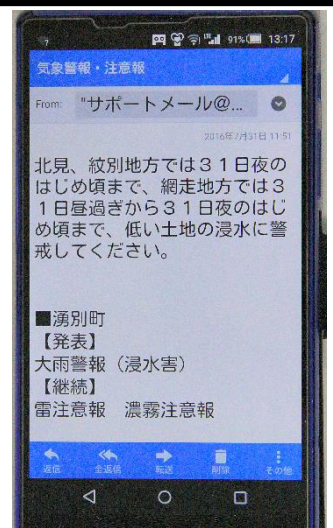 91% 13:17
気象警報・注意報
From: "サポートメール@...
2016年7月31日 11:51
北見、紋別地方では３１日夜の
はじめ頃まで、網走地方では３
１日昼過ぎから３１日夜のはじ
め頃まで、低い土地の浸水に警
戒してください。
■湧別町
【発表】
大雨警報（浸水害）
【継続】
雷注意報　濃霧注意報
返信 全返信 転送 削除 その他